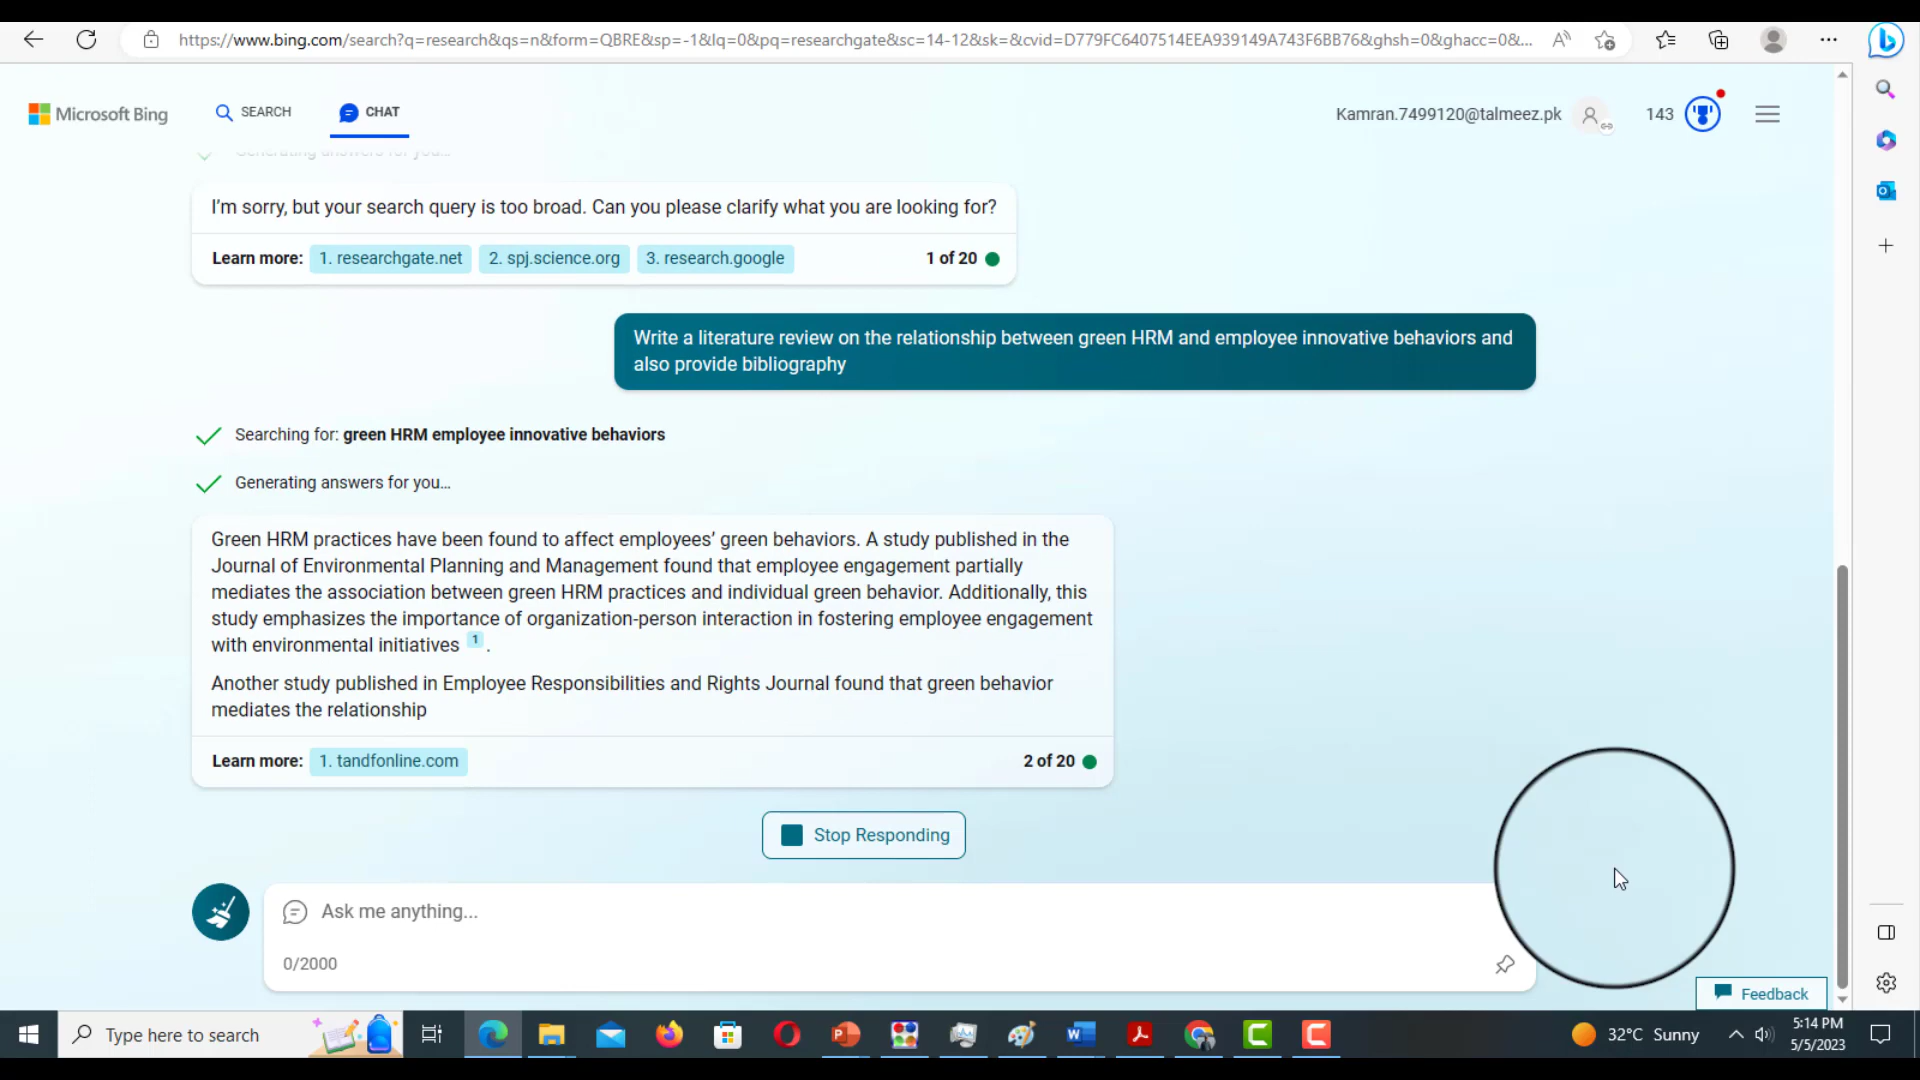 https://www.bing.com/search?q=research&qs=n&form=QBRE&sp=-1&lq=0&pq=researchgate&sc=14-12&sk=&cvid=D779FC6407514EEA939149A743F6BB76&ghsh=0&ghacc=0&...
Microsoft Bing
SEARCH
CHAT
Kamran.7499120@talmeez.pk
143
Generating answers for you...
I'm sorry, but your search query is too broad. Can you please clarify what you are looking for?
Learn more: 1. researchgate.net 2. spj.science.org 3. research.google 1 of 20
Write a literature review on the relationship between green HRM and employee innovative behaviors and
also provide bibliography
Searching for: green HRM employee innovative behaviors
Generating answers for you...
Green HRM practices have been found to affect employees' green behaviors. A study published in the
Journal of Environmental Planning and Management found that employee engagement partially
mediates the association between green HRM practices and individual green behavior. Additionally, this
study emphasizes the importance of organization-person interaction in fostering employee engagement
with environmental initiatives 1 .
Another study published in Employee Responsibilities and Rights Journal found that green behavior
mediates the relationship
Learn more: 1. tandfonline.com 2 of 20
Stop Responding
Ask me anything...
0/2000
Feedback
Type here to search
32°C Sunny
5:14 PM
5/5/2023